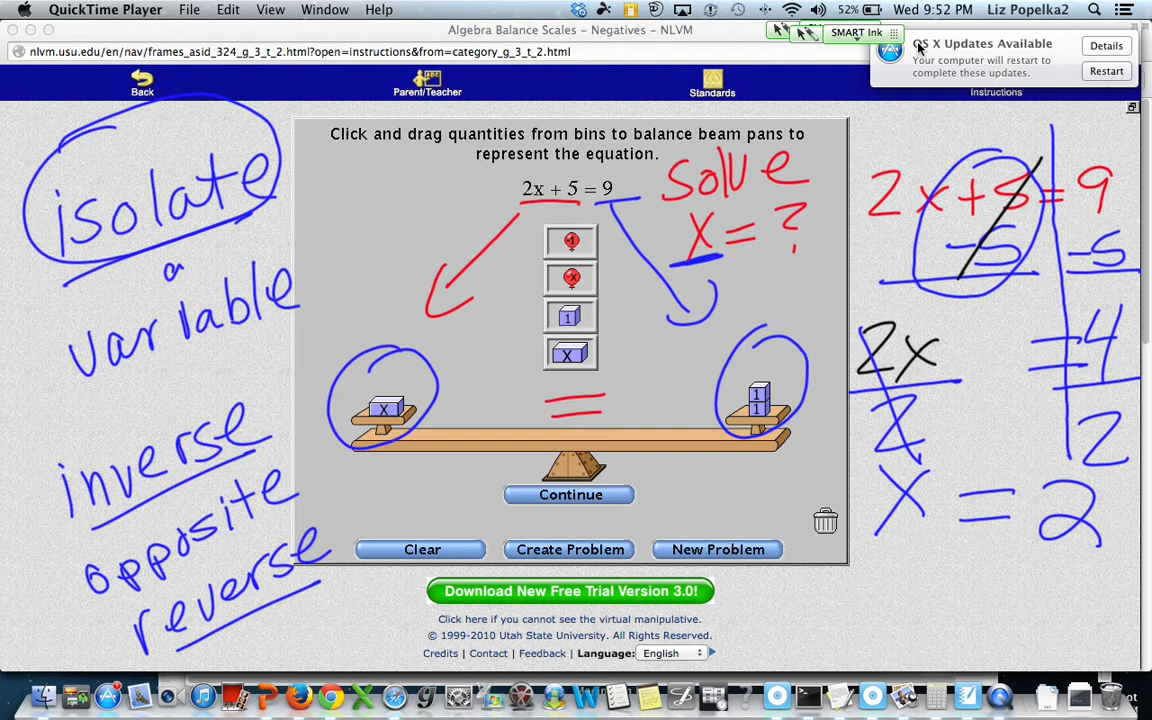 QuickTime Player File Edit View Window Help 52% Wed 9:52 PM Liz Popelka2
Algebra Balance Scales - Negatives - NLVM
SMART Ink
nlvm.usu.edu/en/nav/frames_asid_324_g_3_t_2.html?open=instructions&from=category_g_3_t_2.html
OS X Updates Available
Your computer will restart to
complete these updates.
Details
Restart
Back
Parent/Teacher
Standards
Instructions
Click and drag quantities from bins to balance beam pans to
represent the equation.
2x + 5 = 9
solve
x = ?
-1
-x
1
X
X
1
1
=
Continue
Clear
Create Problem
New Problem
Download New Free Trial Version 3.0!
Click here if you cannot see the virtual manipulative.
© 1999-2010 Utah State University. All Rights Reserved.
Credits | Contact | Feedback | Language: English
isolate
a
variable
inverse
opposite
reverse
2x+5=9
-5 -5
2x =4
2 2
x = 2